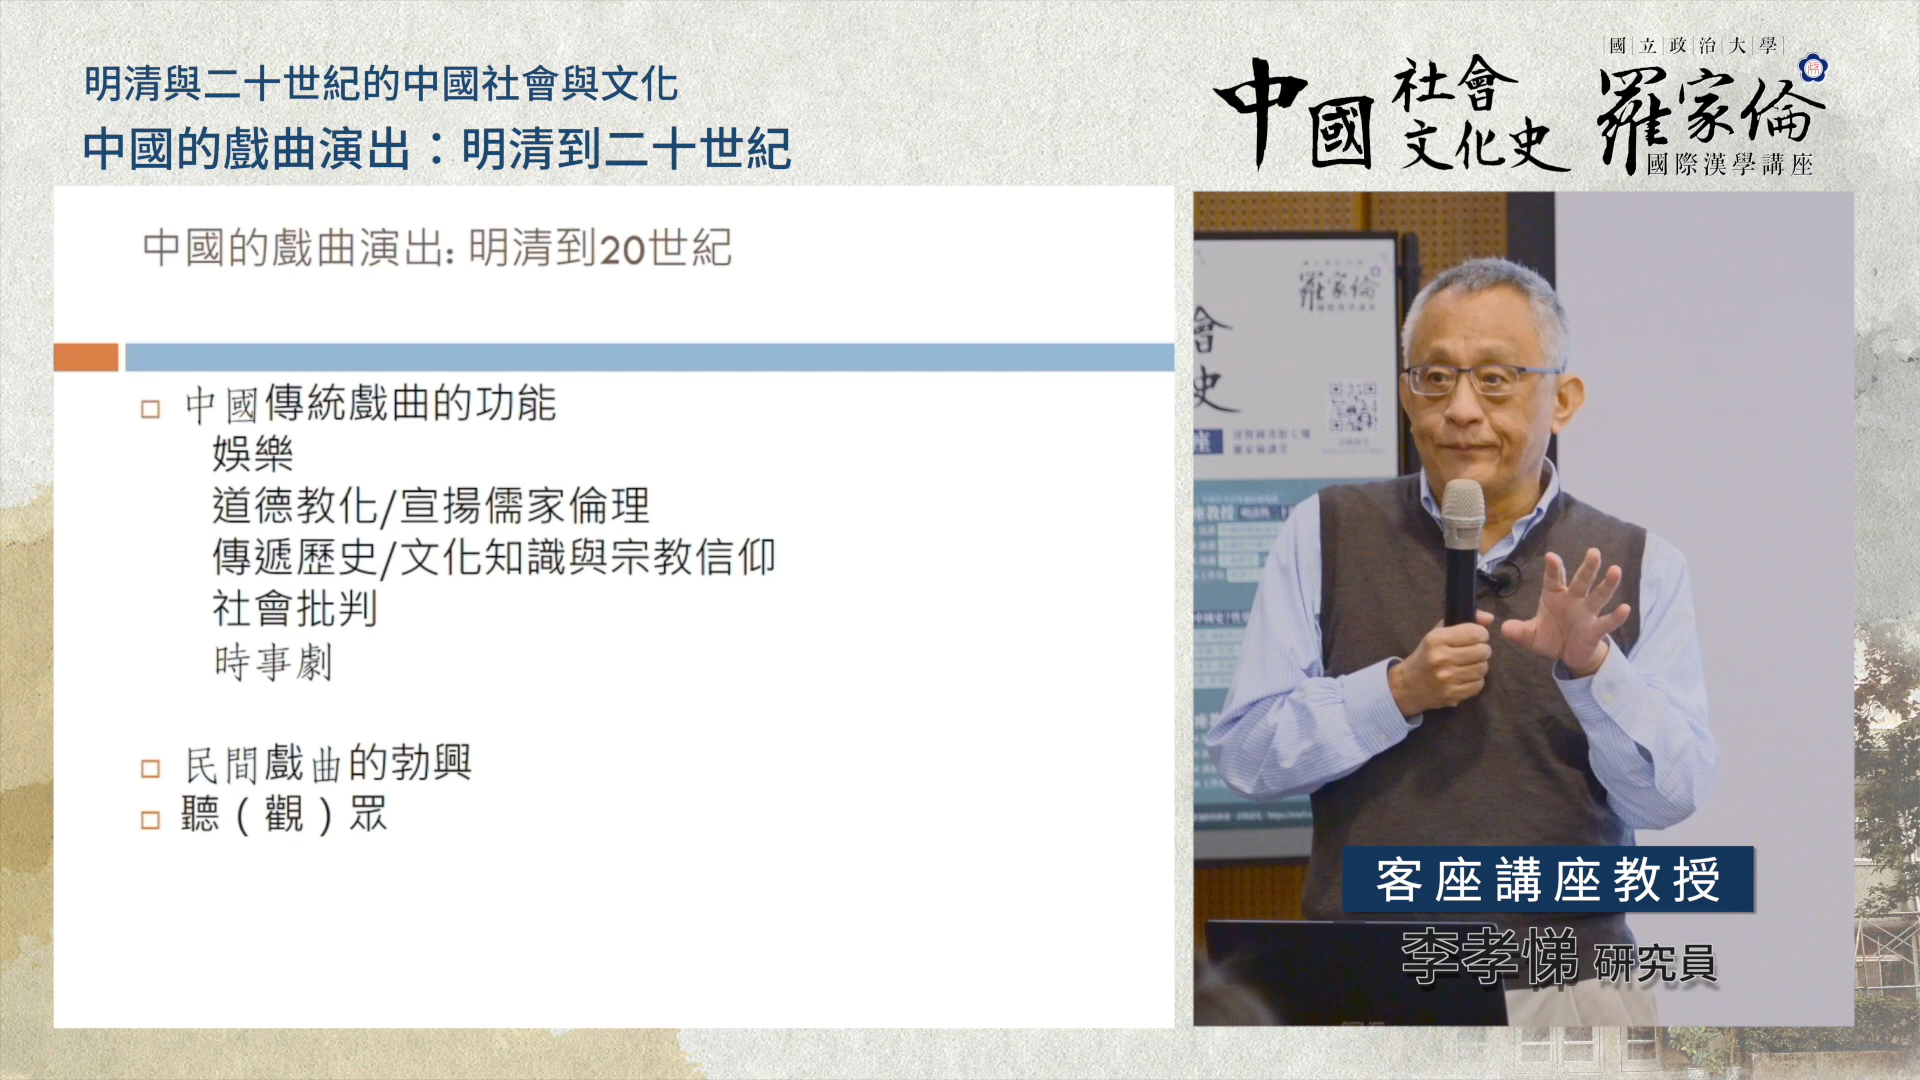 明清與二十世紀的中國社會與文化
中國的戲曲演出：明清到二十世紀
中國 社會文化史
國立政治大學
羅家倫
國際漢學講座
中國的戲曲演出: 明清到20世紀
中國傳統戲曲的功能
娛樂
道德教化/宣揚儒家倫理
傳遞歷史/文化知識與宗教信仰
社會批判
時事劇
民間戲曲的勃興
聽（觀）眾
羅家倫
會
史
座
客座講座教授
李孝悌 研究員